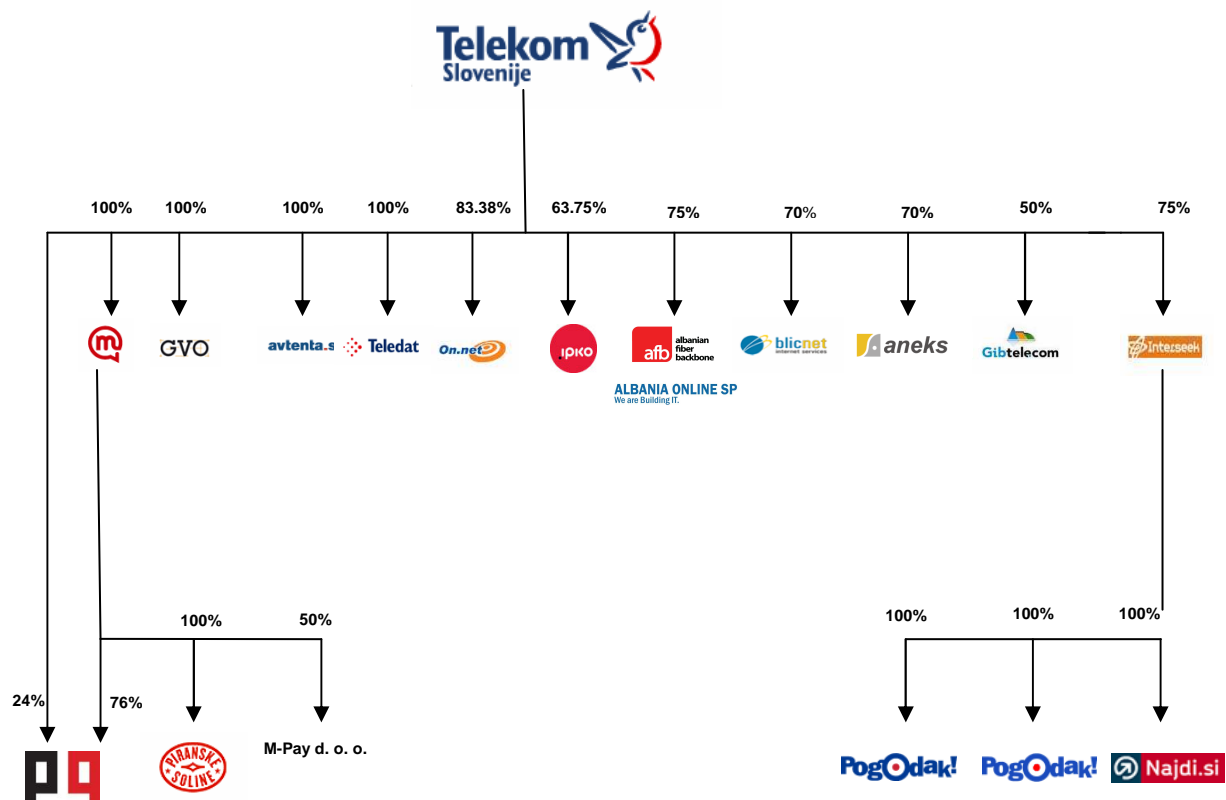 Telekom
Slovenije
100% 100% 100% 100% 83.38% 63.75% 75% 70% 70% 50% 75%
m
GVO
avtenta.s
Teledat
On.net
.ipko
afb
albanian
fiber
backbone
ALBANIA ONLINE SP
We are Building IT.
blicnet
internet services
aneks
Gibtelecom
Interseek
100% 50% 100% 100% 100%
24% 76%
PIRANSKE
SOLINE
M-Pay d. o. o.
PogOdak!
PogOdak!
Najdi.si